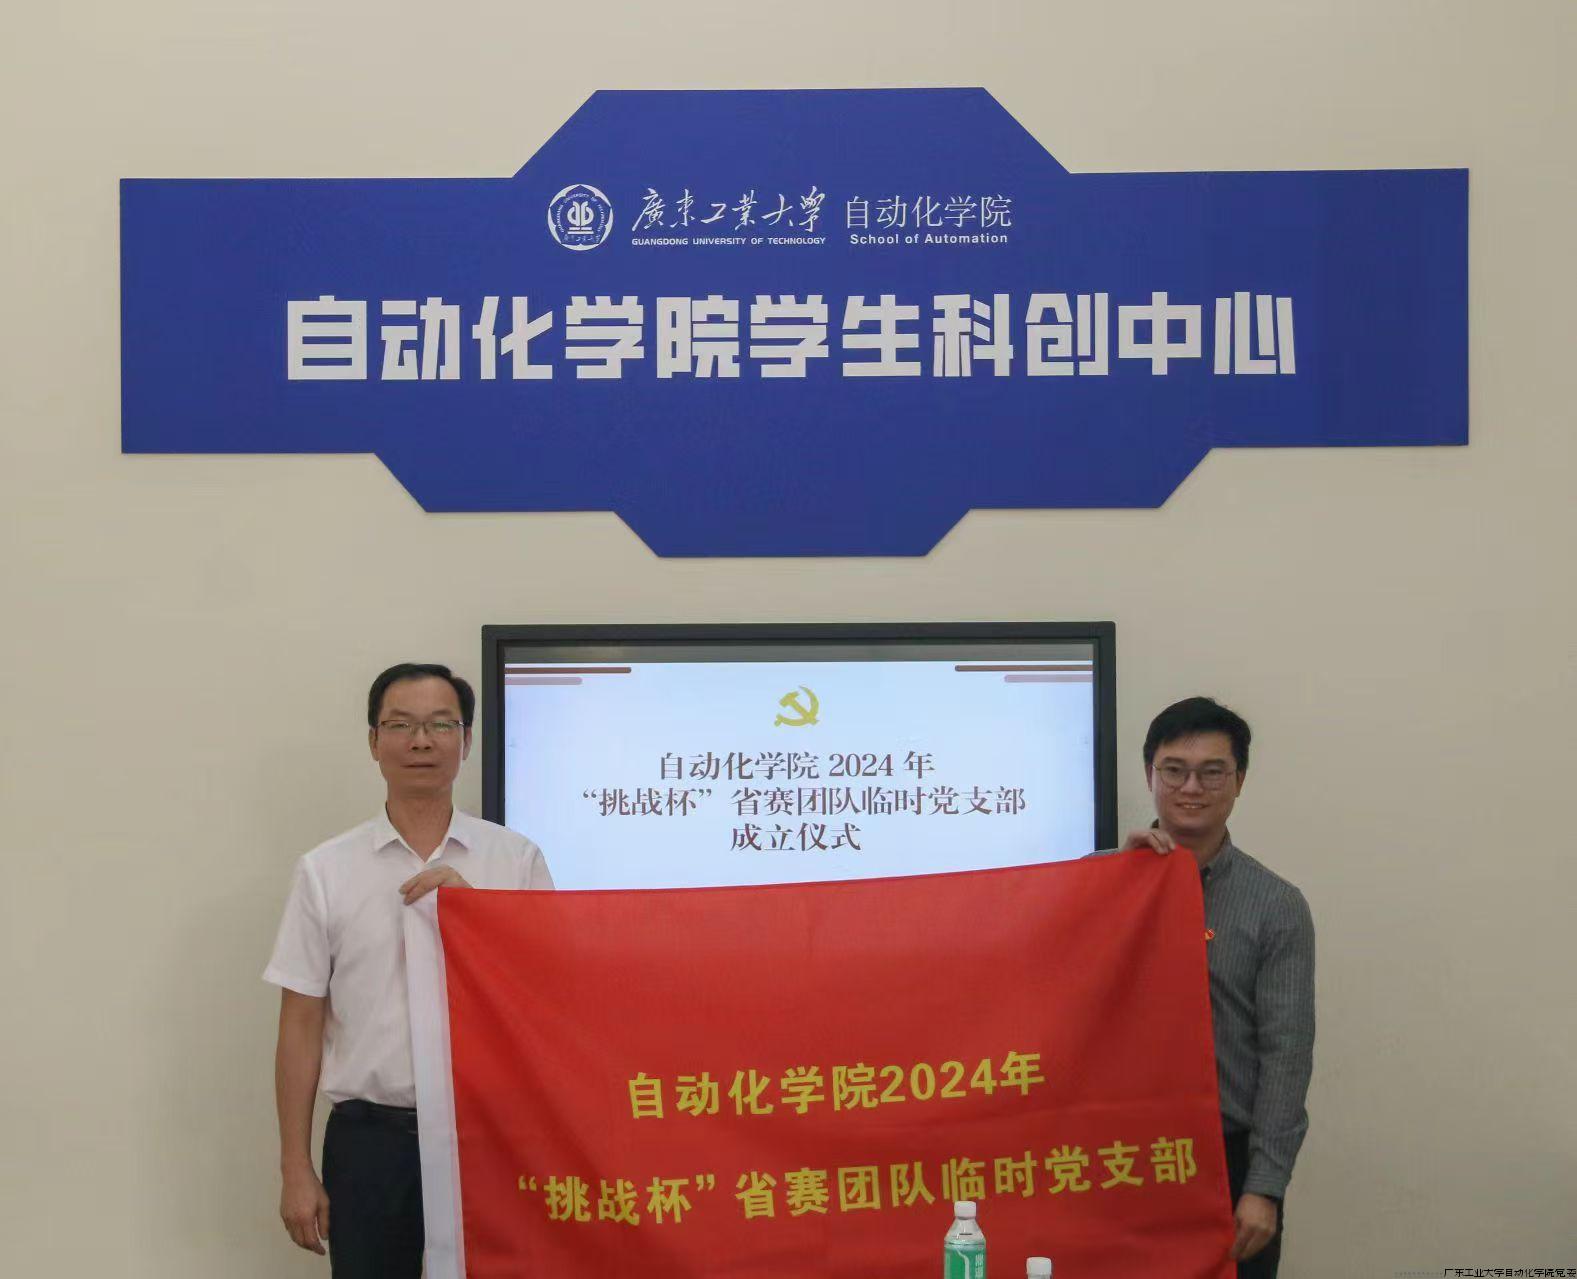 廣東工業大學 自动化学院
GUANGDONG UNIVERSITY OF TECHNOLOGY School of Automation
自动化学院学生科创中心
自动化学院 2024 年
“挑战杯”省赛团队临时党支部
成立仪式
自动化学院2024年
“挑战杯”省赛团队临时党支部
广东工业大学自动化学院党委